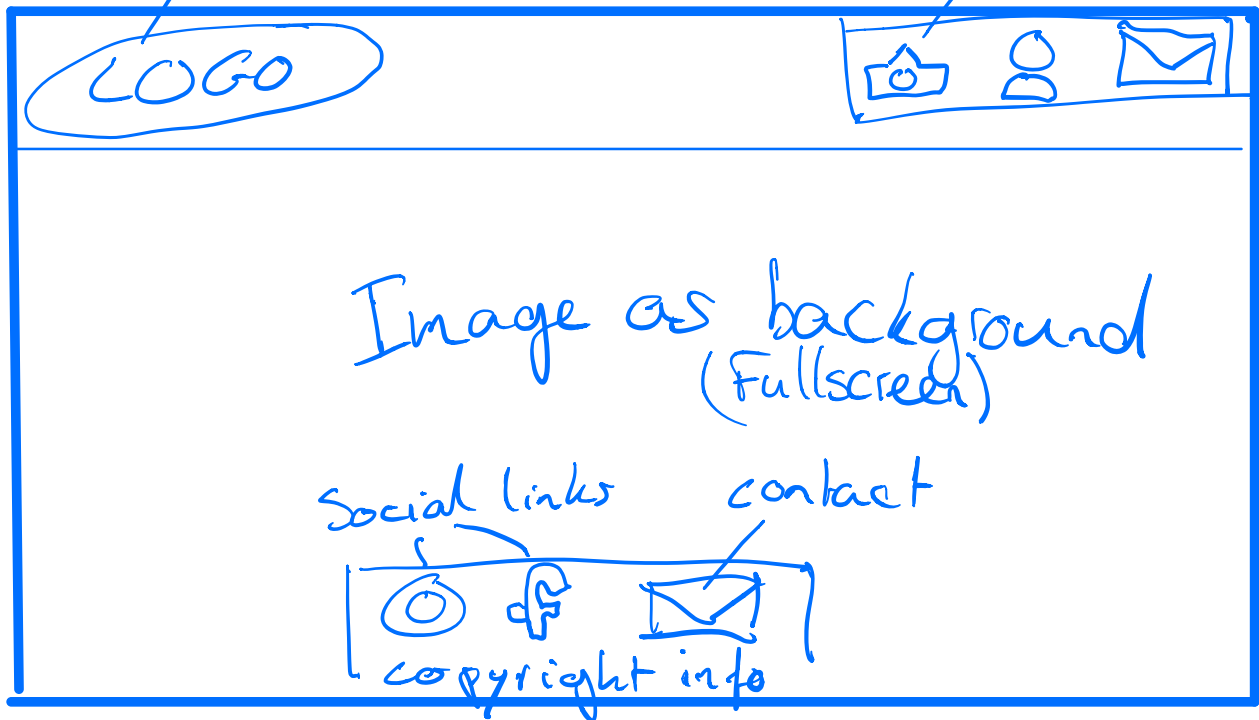 LOGO
Image as background
(Fullscreen)
Social links
contact
copyright info